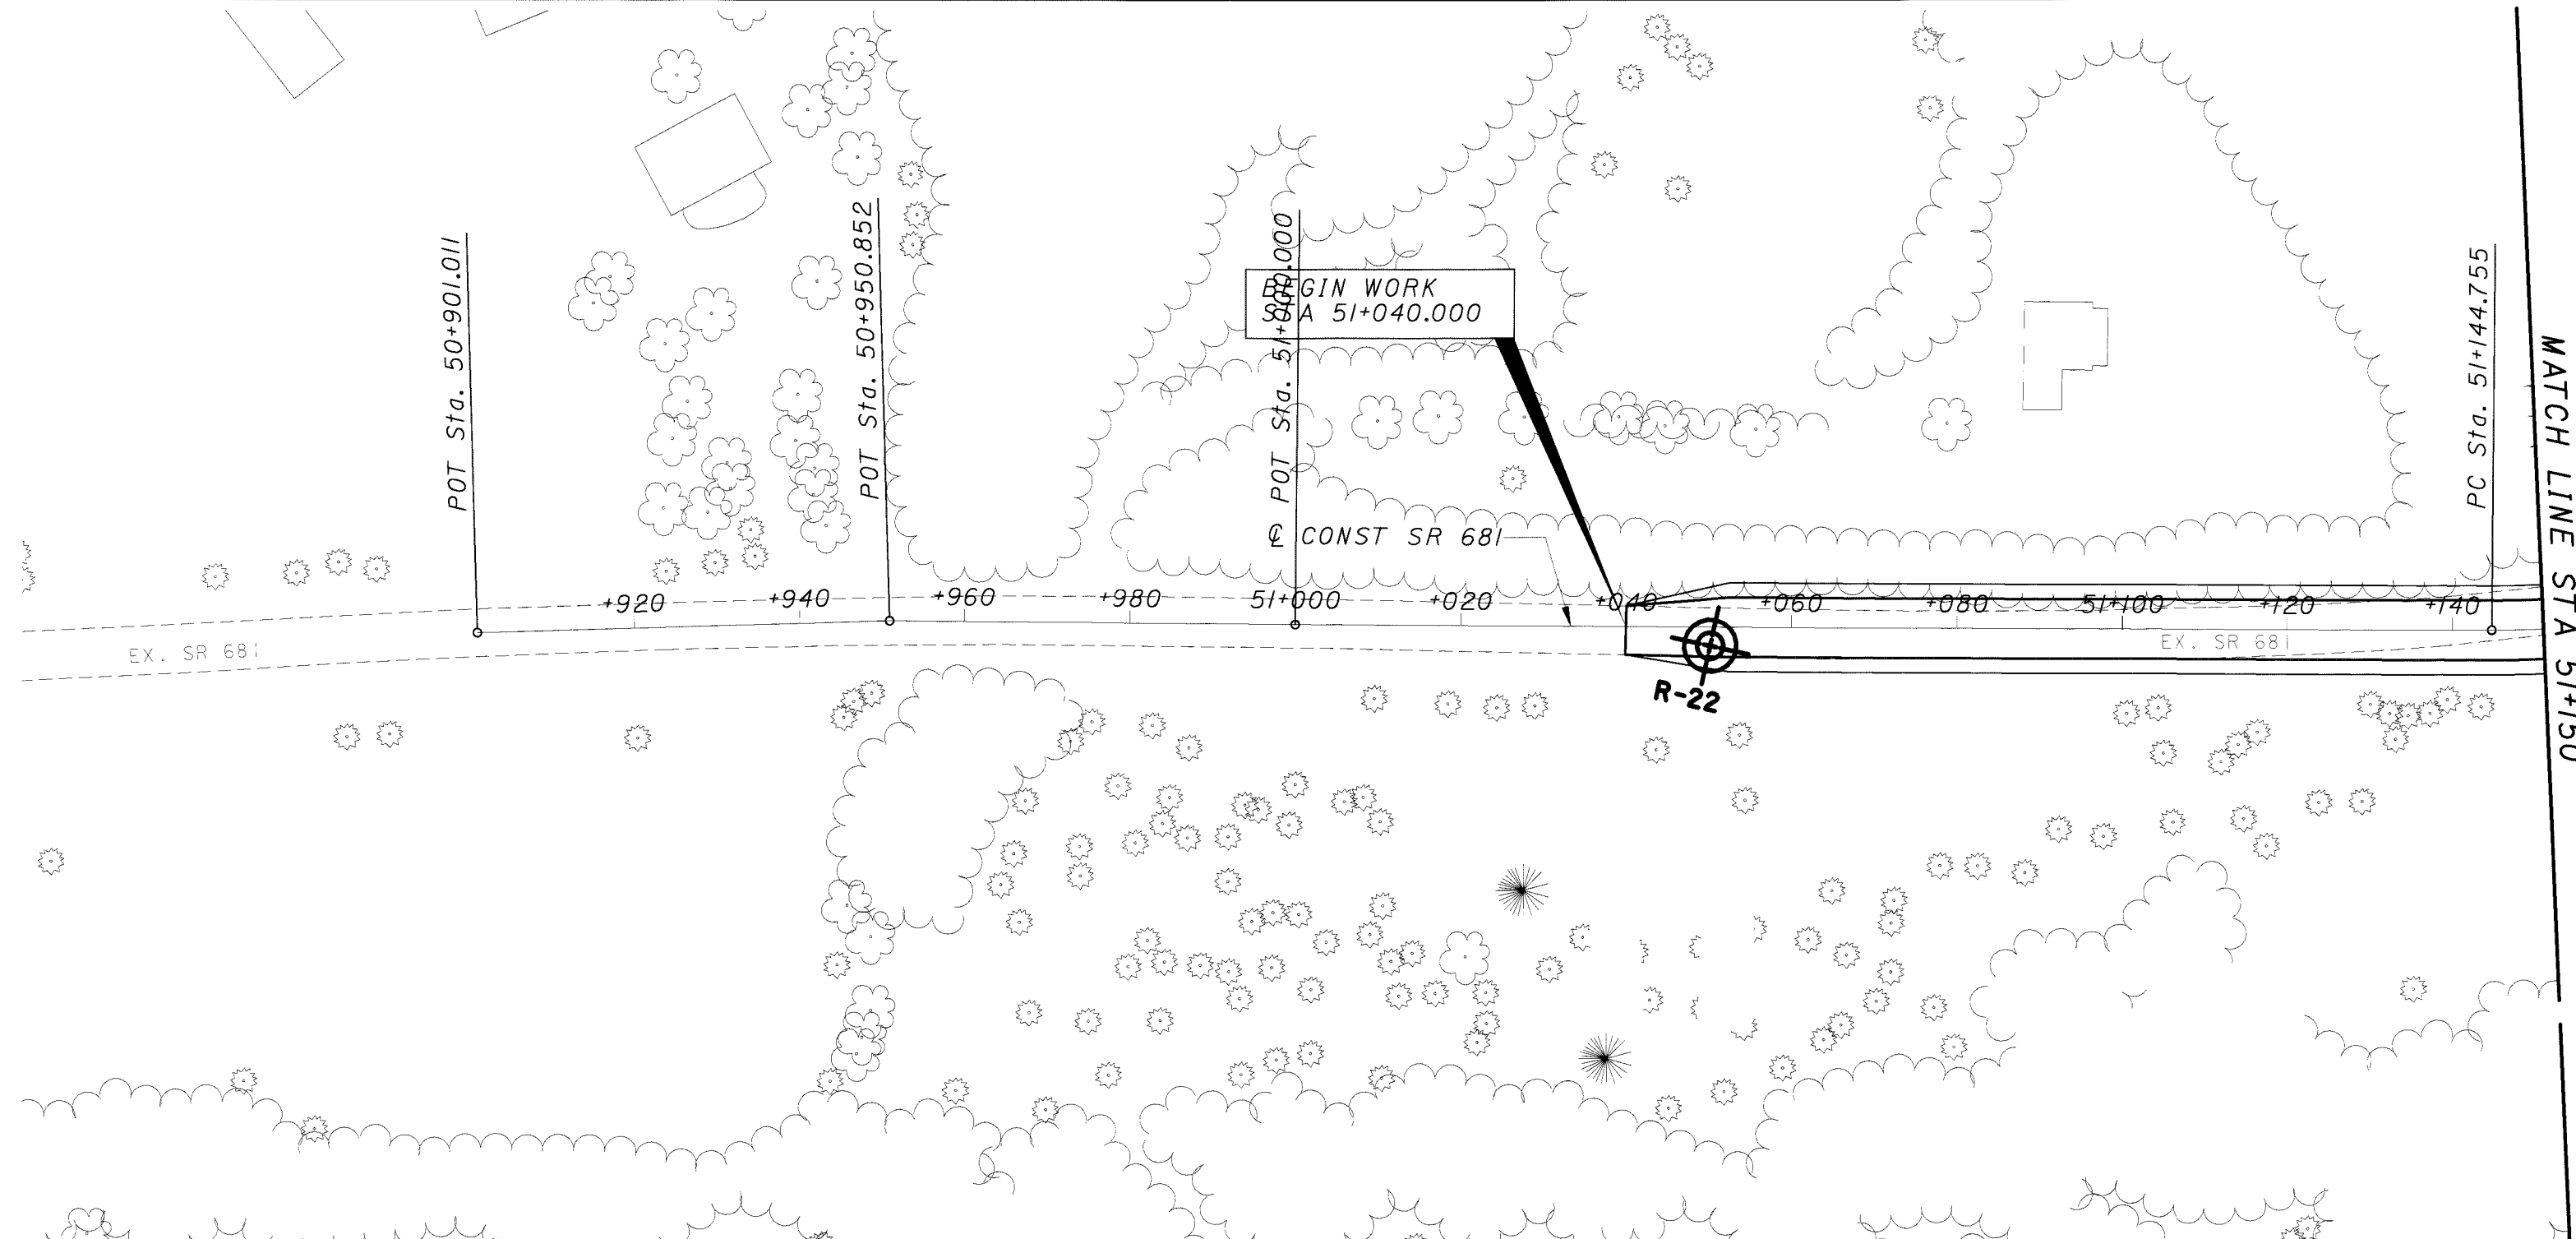 POT Sta. 50+901.011
POT Sta. 50+950.852
POT Sta. 51+000.000
BEGIN WORK
STA 51+040.000
PC Sta. 51+144.755
MATCH LINE STA 51+150
℄ CONST SR 681
+920
+940
+960
+980
51+000
+020
+040
+060
+080
51+100
+120
+140
EX. SR 681
EX. SR 681
R-22